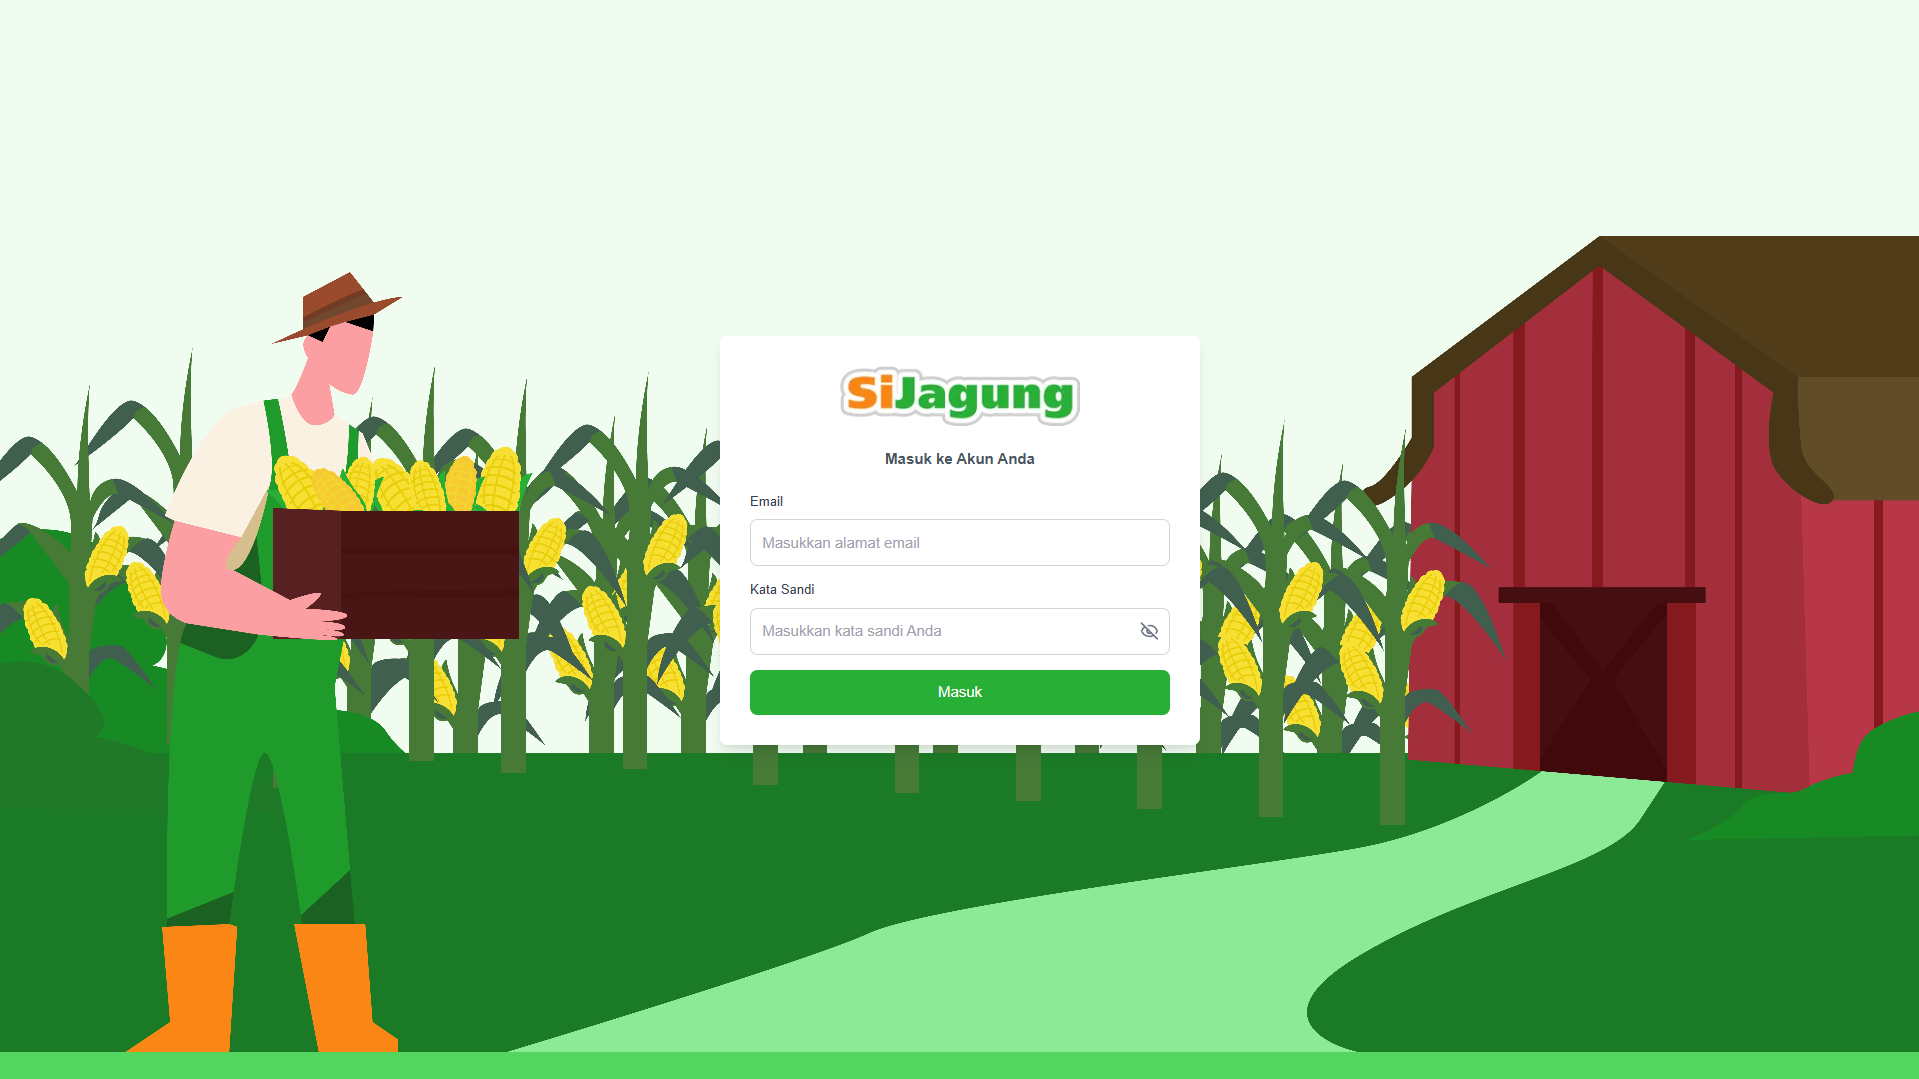 SiJagung
Masuk ke Akun Anda
Email
Masukkan alamat email
Kata Sandi
Masukkan kata sandi Anda
Masuk